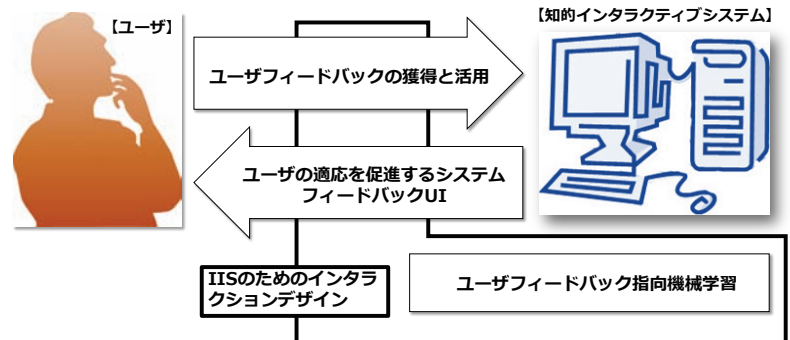 【ユーザ】
【知的インタラクティブシステム】
ユーザフィードバックの獲得と活用
ユーザの適応を促進するシステム
フィードバックUI
IISのためのインタラ
クションデザイン
ユーザフィードバック指向機械学習